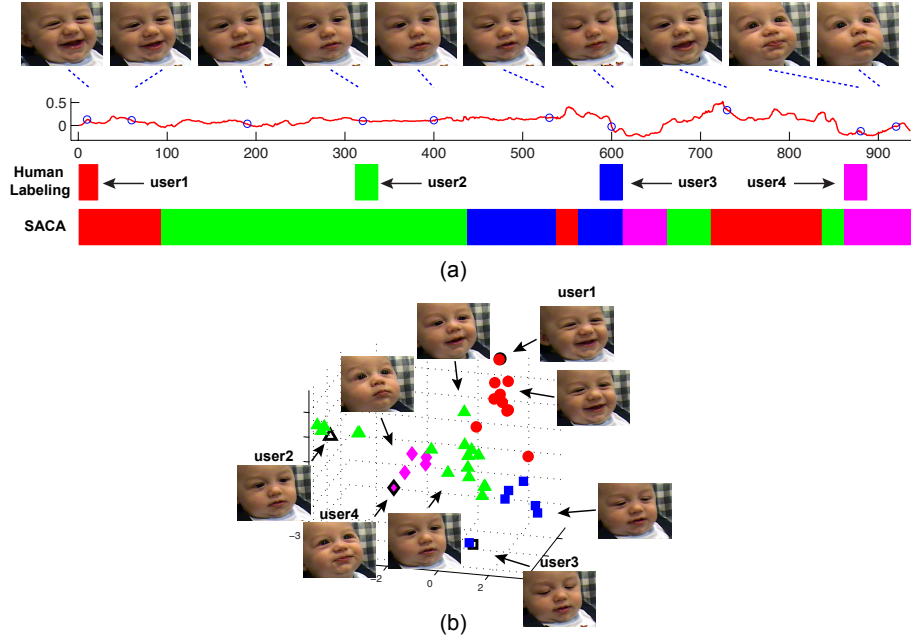 0.5
0
0 100 200 300 400 500 600 700 800 900
Human
Labeling
user1
user2
user3
user4
SACA
(a)
user1
user2
user4
user3
−3
−2
0
2
(b)